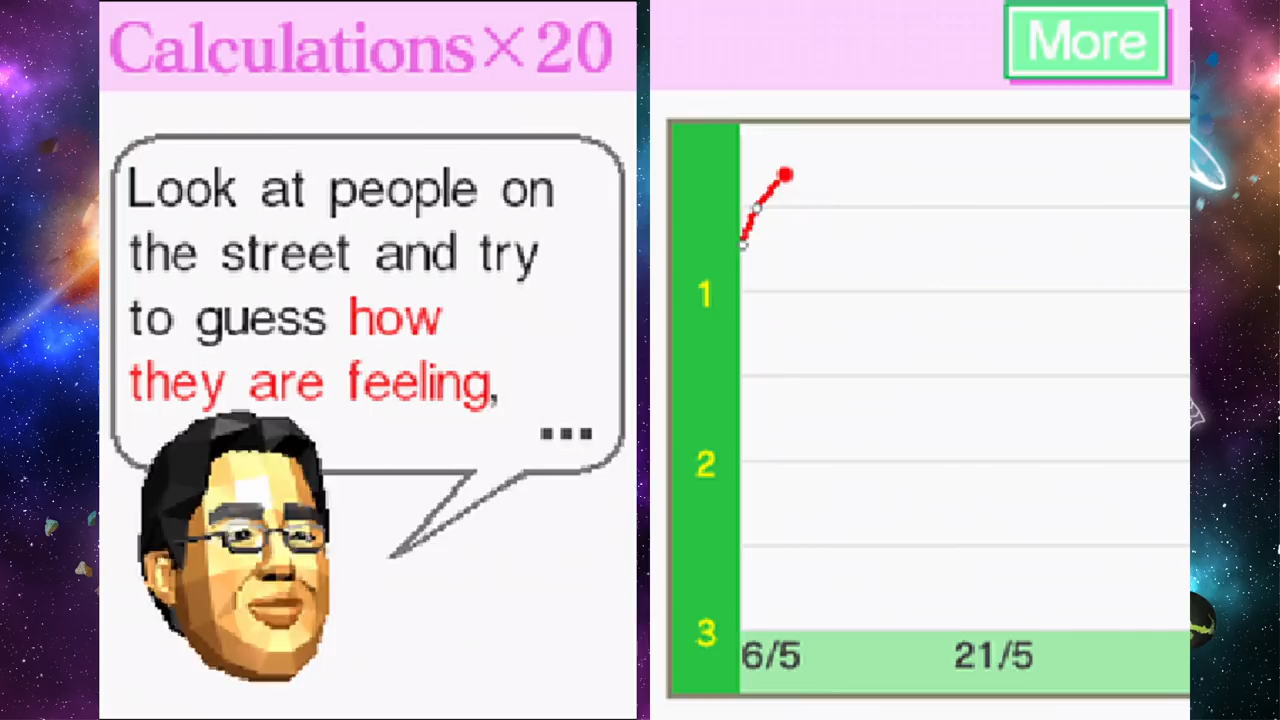 Calculations×20
Look at people on
the street and try
to guess how
they are feeling,
...
More
1
2
3
6/5 21/5